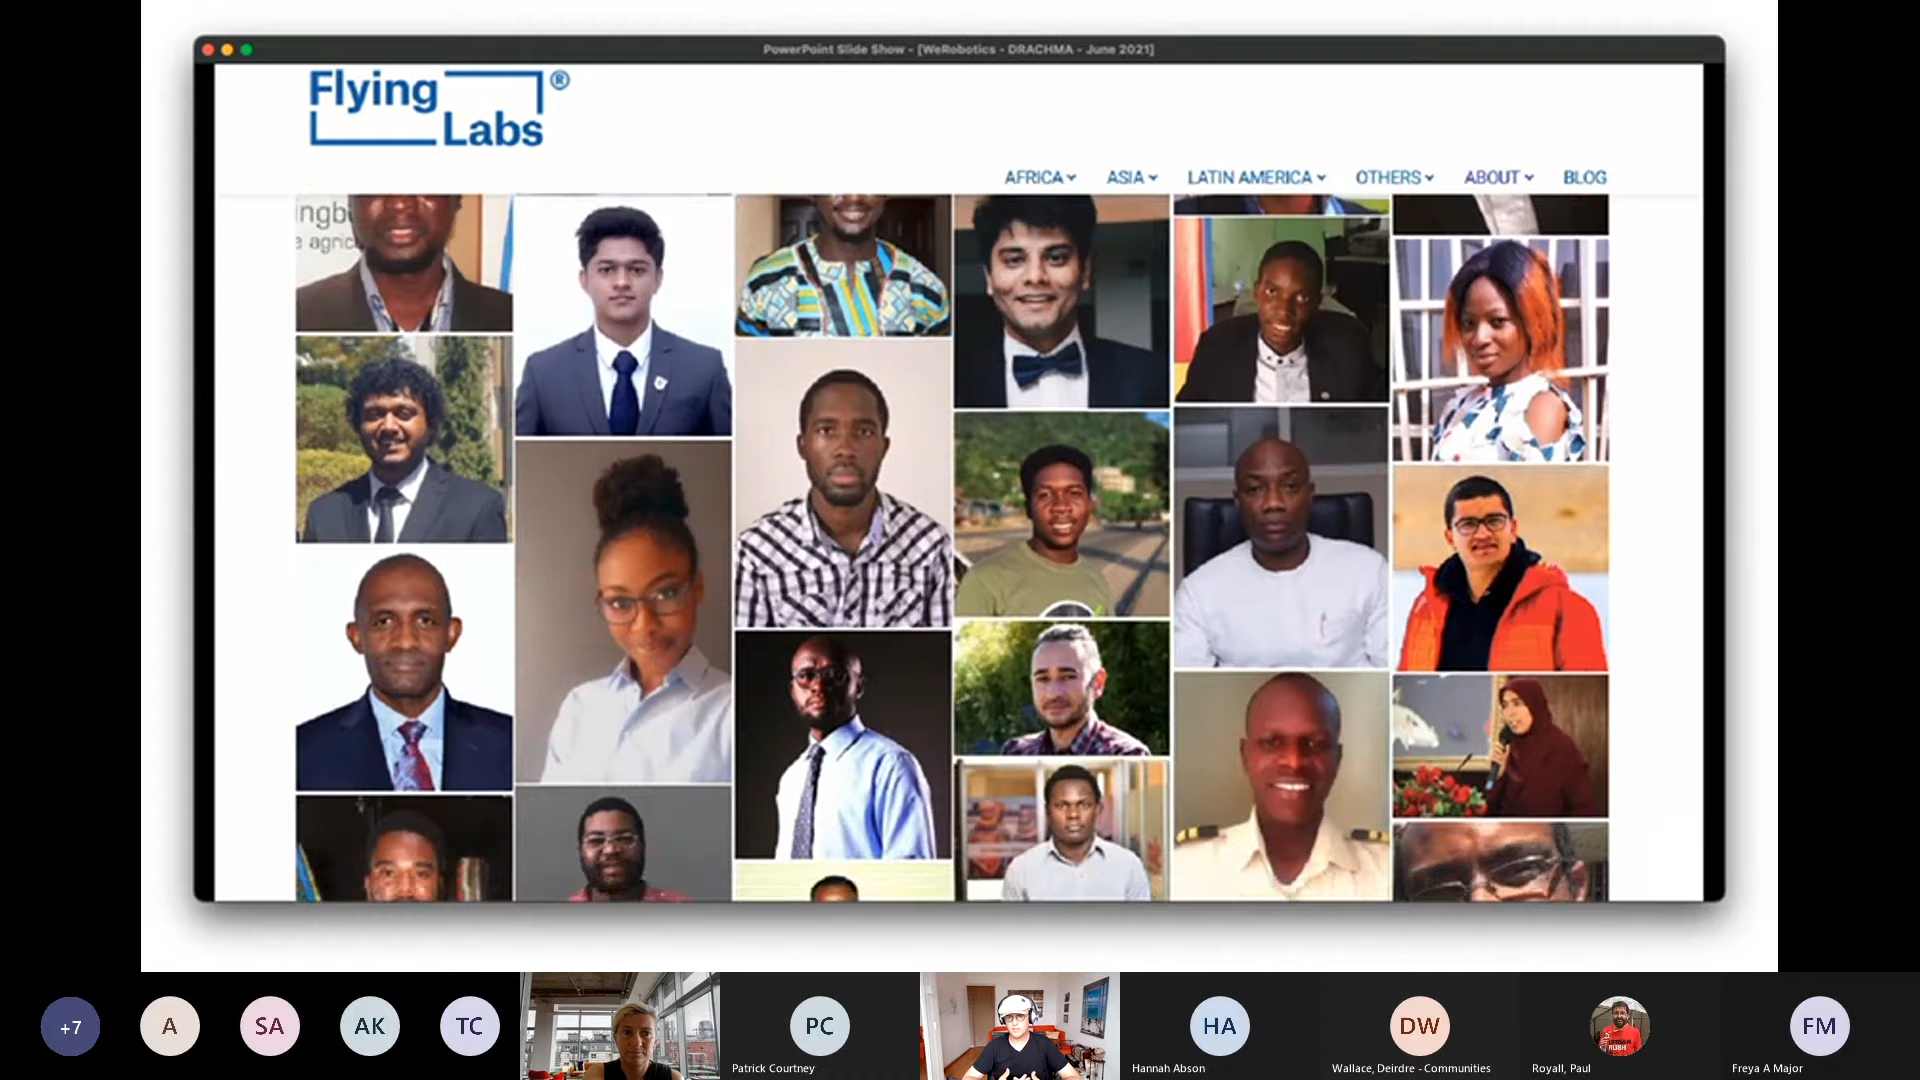 PowerPoint Slide Show - [WeRobotics - DRACHMA - June 2021]
Flying
Labs
®
AFRICA
ASIA
LATIN AMERICA
OTHERS
ABOUT
BLOG
+7
A
SA
AK
TC
PC
Patrick Courtney
HA
Hannah Abson
DW
Wallace, Deirdre - Communities
Royall, Paul
FM
Freya A Major